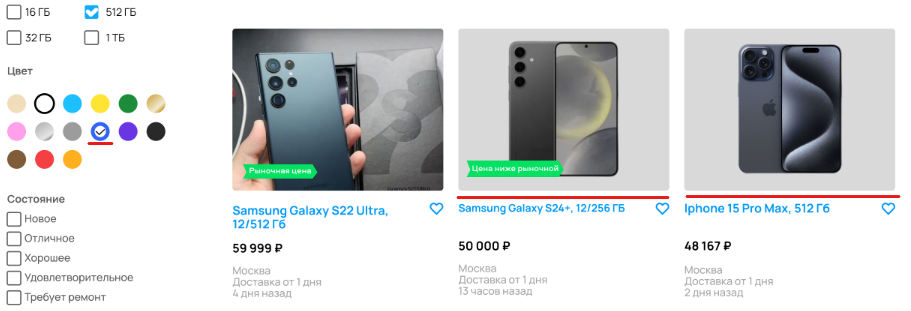 16 ГБ
512 ГБ
32 ГБ
1 ТБ
Цвет
Состояние
Новое
Отличное
Хорошее
Удовлетворительное
Требует ремонт
Рыночная цена
Samsung Galaxy S22 Ultra,
12/512 Гб
59 999 ₽
Москва
Доставка от 1 дня
4 дня назад
Цена ниже рыночной
Samsung Galaxy S24+, 12/256 ГБ
50 000 ₽
Москва
Доставка от 1 дня
13 часов назад
Iphone 15 Pro Max, 512 Гб
48 167 ₽
Москва
Доставка от 1 дня
2 дня назад